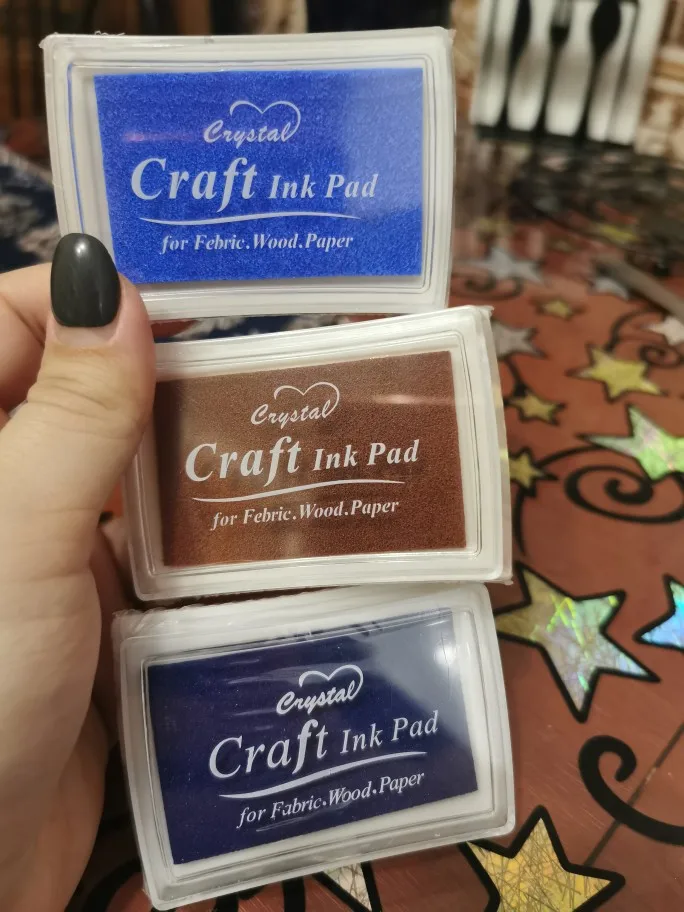 Crystal
Craft Ink Pad
for Febric.Wood.Paper
Crystal
Craft Ink Pad
for Febric.Wood.Paper
Crystal
Craft Ink Pad
for Fabric.Wood.Paper